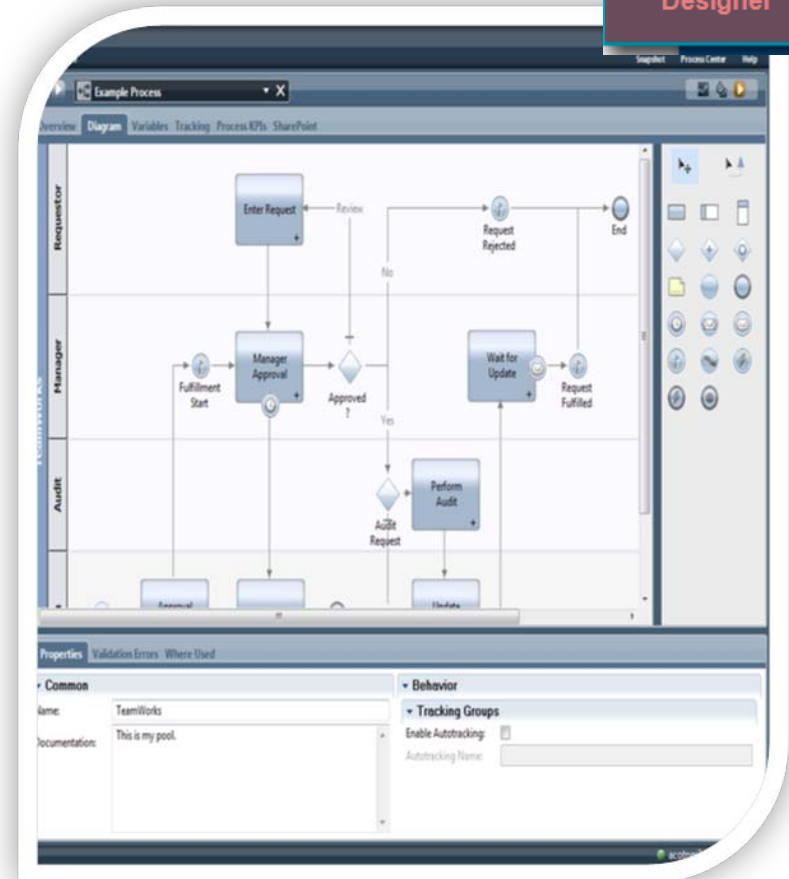 Designer
Snapshot Process Center Help
Example Process
Overview Diagram Variables Tracking Process KPIs SharePoint
Requestor
Enter Request
Review
Request
Rejected
End
No
Manager
Fulfillment
Start
Manager
Approval
Approved
?
Wait for
Update
Request
Fulfilled
Yes
TeamWorks
Audit
Audit
Request
Perform
Audit
Approval
Update
Properties Validation Errors Where Used
Common
Name: TeamWorks
Documentation: This is my pool.
Behavior
Tracking Groups
Enable Autotracking:
Autotracking Name: